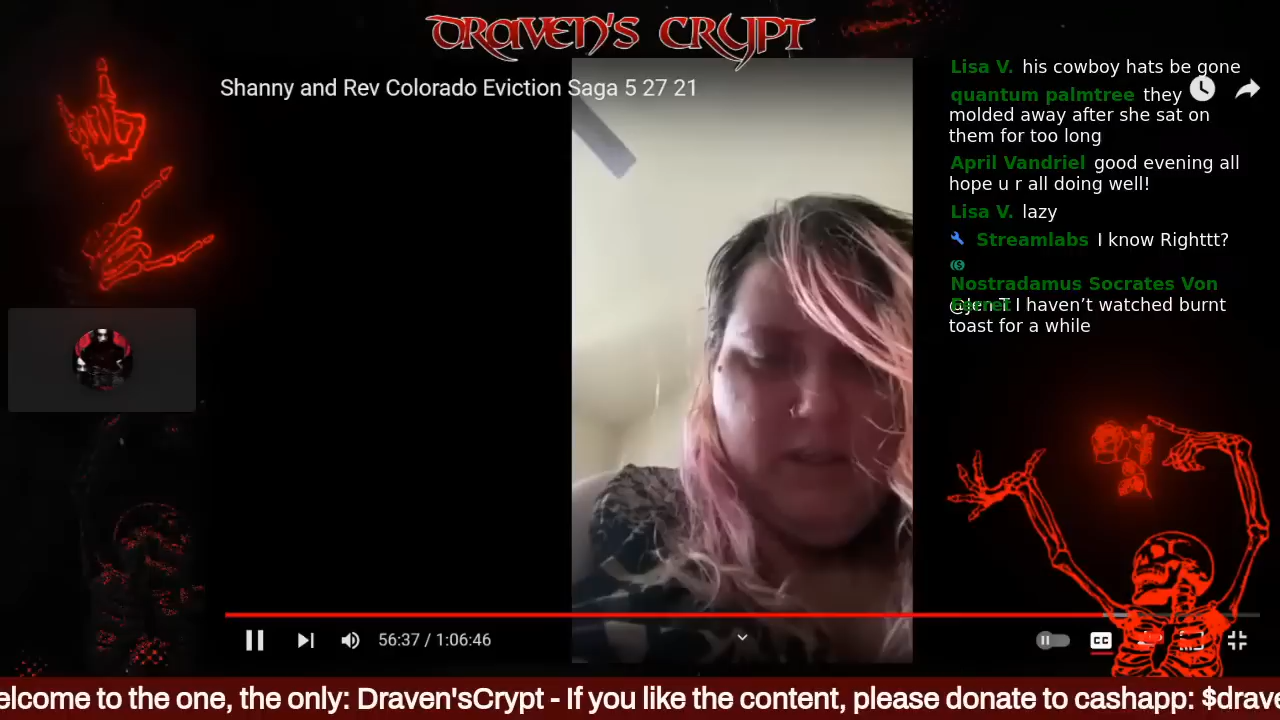 DRAVEN'S CRYPT
Shanny and Rev Colorado Eviction Saga 5 27 21
Lisa V. his cowboy hats be gone
quantum palmtree they
molded away after she sat on
them for too long
April Vandriel good evening all
hope u r all doing well!
Lisa V. lazy
Streamlabs I know Righttt?
Nostradamus Socrates Von
Ferret
@jen T I haven’t watched burnt
toast for a while
56:37 / 1:06:46
CC
elcome to the one, the only: Draven'sCrypt - If you like the content, please donate to cashapp: $drave